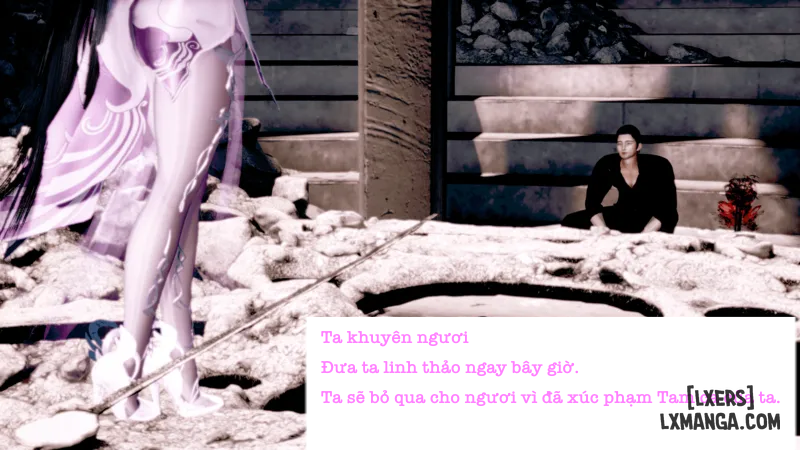 Ta khuyên ngươi
Đưa ta linh thảo ngay bây giờ.
Ta sẽ bỏ qua cho ngươi vì đã xúc phạm Tam ta.
[LXERS]
LXMANGA.COM